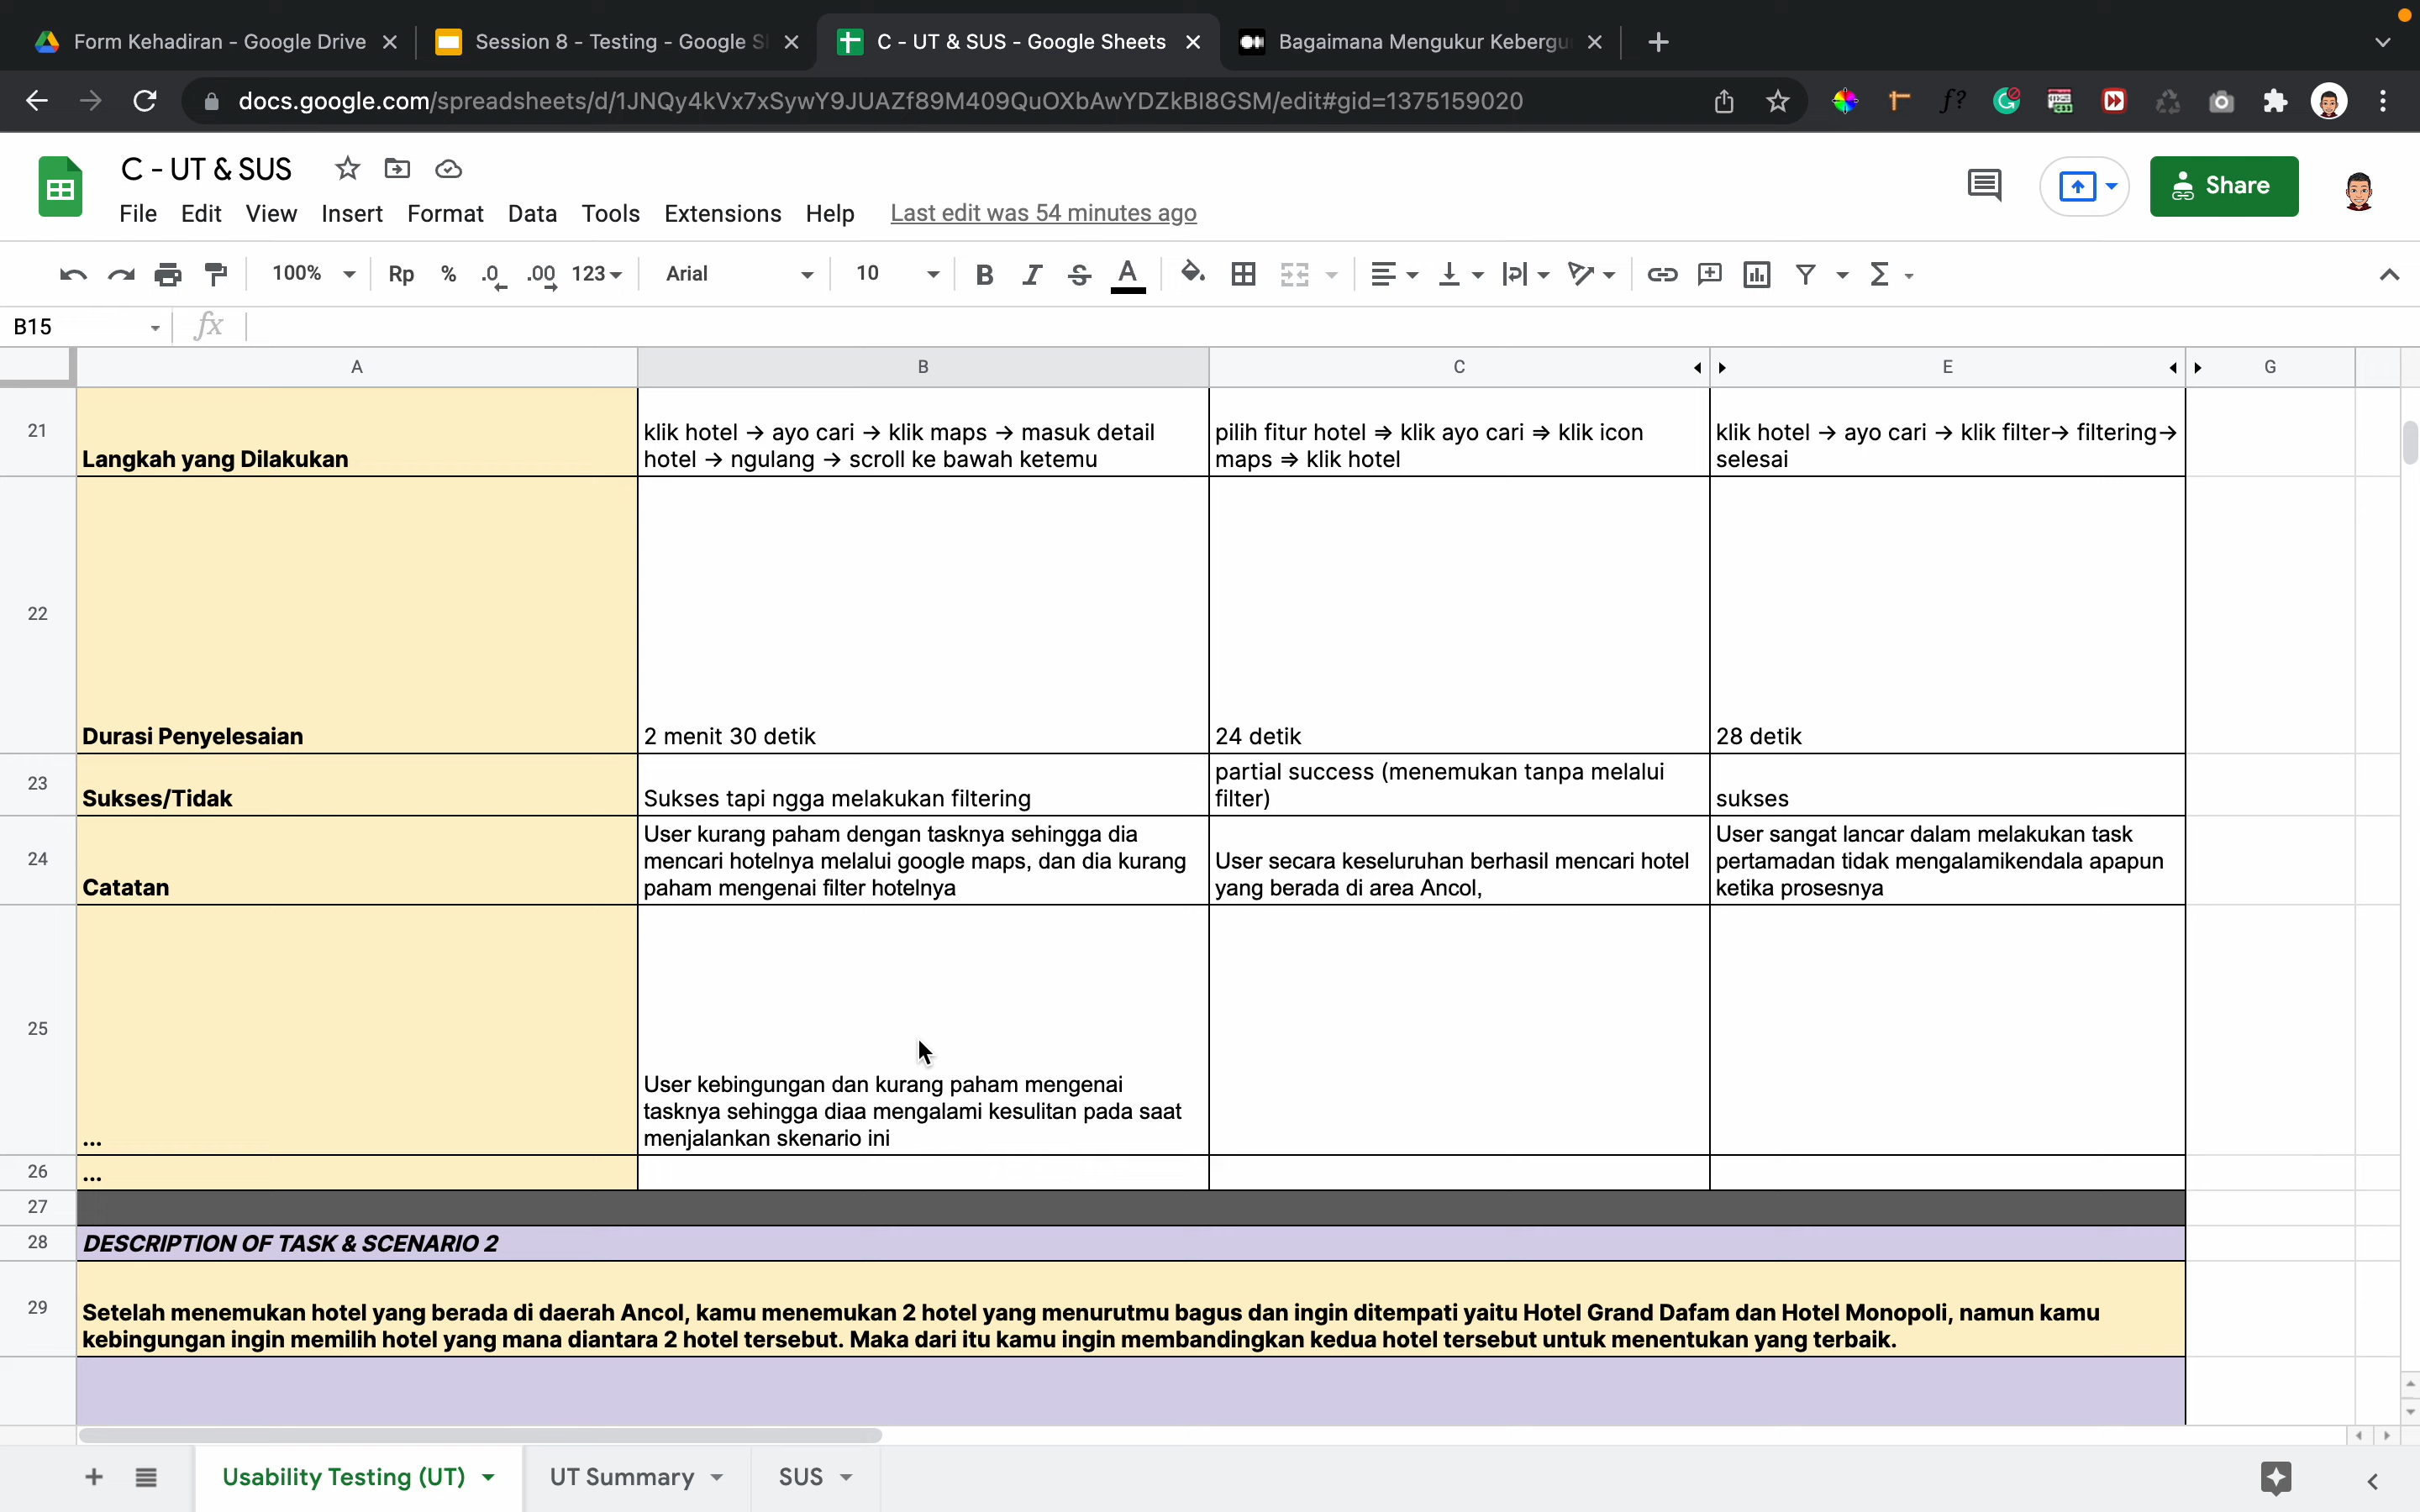 Form Kehadiran - Google Drive
Session 8 - Testing - Google Sl
C - UT & SUS - Google Sheets
Bagaimana Mengukur Kebergu
docs.google.com/spreadsheets/d/1JNQy4kVx7xSywY9JUAZf89M409QuOXbAwYDZkBI8GSM/edit#gid=1375159020
C - UT & SUS
File Edit View Insert Format Data Tools Extensions Help Last edit was 54 minutes ago
Share
100% Rp % .0 .00 123 Arial 10 B I S A
B15 fx
A B C E G
21
Langkah yang Dilakukan
klik hotel → ayo cari → klik maps → masuk detail
hotel → ngulang → scroll ke bawah ketemu
pilih fitur hotel ⇒ klik ayo cari ⇒ klik icon
maps ⇒ klik hotel
klik hotel → ayo cari → klik filter→ filtering→
selesai
22
Durasi Penyelesaian
2 menit 30 detik
24 detik
28 detik
23
Sukses/Tidak
Sukses tapi ngga melakukan filtering
partial success (menemukan tanpa melalui
filter)
sukses
24
Catatan
User kurang paham dengan tasknya sehingga dia
mencari hotelnya melalui google maps, dan dia kurang
paham mengenai filter hotelnya
User secara keseluruhan berhasil mencari hotel
yang berada di area Ancol,
User sangat lancar dalam melakukan task
pertamadan tidak mengalamikendala apapun
ketika prosesnya
25
...
User kebingungan dan kurang paham mengenai
tasknya sehingga diaa mengalami kesulitan pada saat
menjalankan skenario ini
26
...
27
28
DESCRIPTION OF TASK & SCENARIO 2
29
Setelah menemukan hotel yang berada di daerah Ancol, kamu menemukan 2 hotel yang menurutmu bagus dan ingin ditempati yaitu Hotel Grand Dafam dan Hotel Monopoli, namun kamu
kebingungan ingin memilih hotel yang mana diantara 2 hotel tersebut. Maka dari itu kamu ingin membandingkan kedua hotel tersebut untuk menentukan yang terbaik.
Usability Testing (UT)
UT Summary
SUS